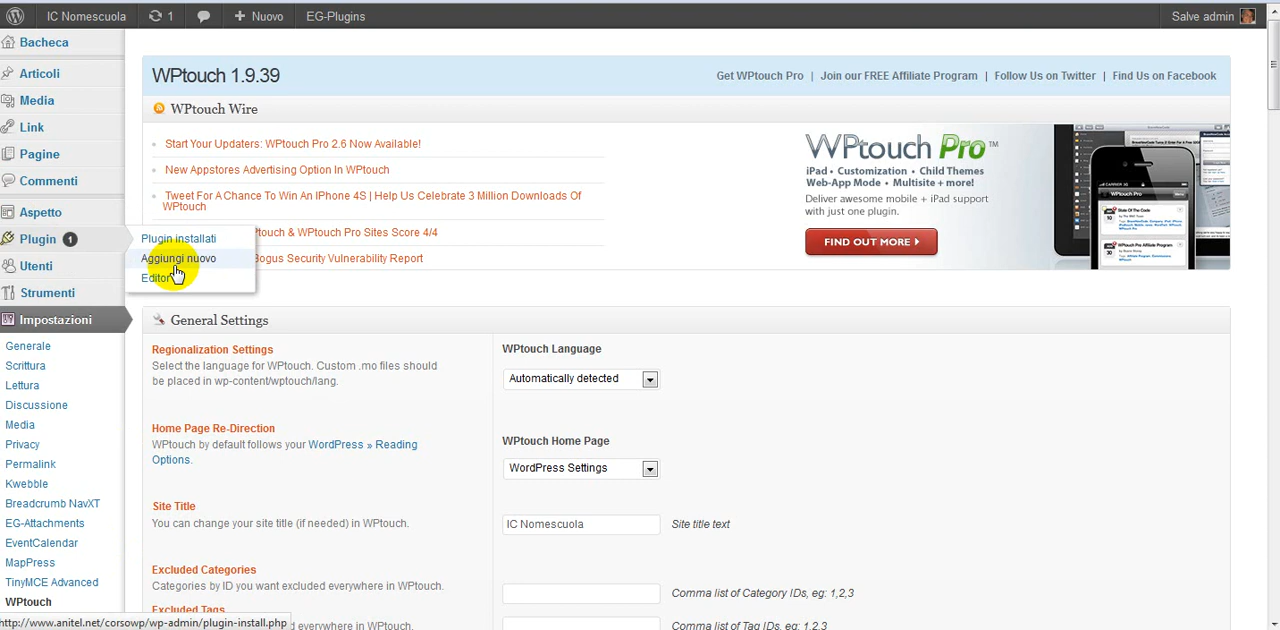 IC Nomescuola
1
Nuovo
EG-Plugins
Salve admin
Bacheca
Articoli
Media
Link
Pagine
Commenti
Aspetto
Plugin 1
Utenti
Strumenti
Impostazioni
Generale
Scrittura
Lettura
Discussione
Media
Privacy
Permalink
Kwebble
Breadcrumb NavXT
EG-Attachments
EventCalendar
MapPress
TinyMCE Advanced
WPtouch
Plugin installati
Aggiungi nuovo
Editor
WPtouch 1.9.39
Get WPtouch Pro | Join our FREE Affiliate Program | Follow Us on Twitter | Find Us on Facebook
WPtouch Wire
Start Your Updaters: WPtouch Pro 2.6 Now Available!
New Appstores Advertising Option In WPtouch
Tweet For A Chance To Win An IPhone 4S | Help Us Celebrate 3 Million Downloads Of
WPtouch
touch & WPtouch Pro Sites Score 4/4
Bogus Security Vulnerability Report
WPtouch Pro™
iPad • Customization • Child Themes
Web-App Mode • Multisite + more!
Deliver awesome mobile + iPad support
with just one plugin.
FIND OUT MORE
General Settings
Regionalization Settings
Select the language for WPtouch. Custom .mo files should
be placed in wp-content/wptouch/lang.
WPtouch Language
Automatically detected
Home Page Re-Direction
WPtouch by default follows your WordPress » Reading
Options.
WPtouch Home Page
WordPress Settings
Site Title
You can change your site title (if needed) in WPtouch.
IC Nomescuola
Site title text
Excluded Categories
Categories by ID you want excluded everywhere in WPtouch.
Comma list of Category IDs, eg: 1,2,3
Excluded Tags
d everywhere in WPtouch.
Comma list of Tag IDs, eg: 1,2,3
http://www.anitel.net/corsowp/wp-admin/plugin-install.php